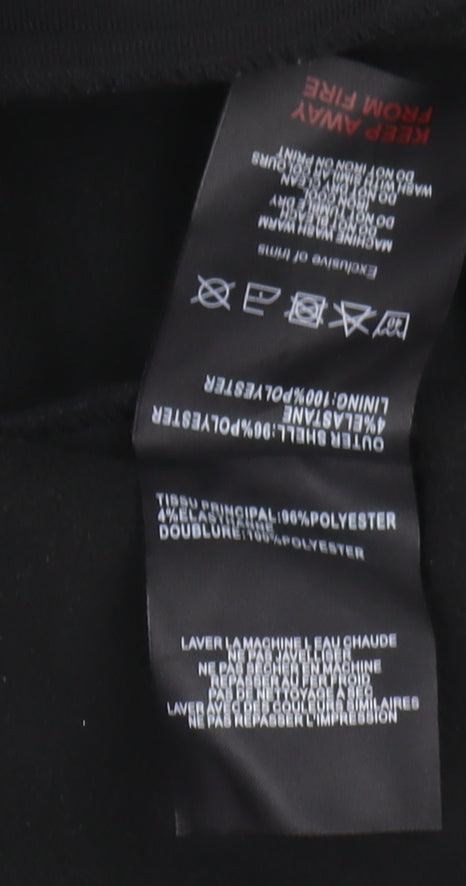 KEEP AWAY
FROM FIRE
MACHINE WASH WARM
DO NOT BLEACH
DO NOT TUMBLE DRY
IRON COOL
DO NOT DRY CLEAN
WASH WITH LIKE COLOURS
DO NOT IRON ON PRINT
Exclusive of trims
40
OUTER SHELL:96%POLYESTER
4%ELASTANE
LINING:100%POLYESTER
TISSU PRINCIPAL:96%POLYESTER
4%ELASTHANNE
DOUBLURE:100%POLYESTER
LAVER LA MACHINE L EAU CHAUDE
NE PAS JAVELLISER
NE PAS SÉCHER EN MACHINE
REPASSER AU FER FROID
PAS DE NETTOYAGE A SEC
LAVER AVEC DES COULEURS SIMILAIRES
NE PAS REPASSER L'IMPRESSION